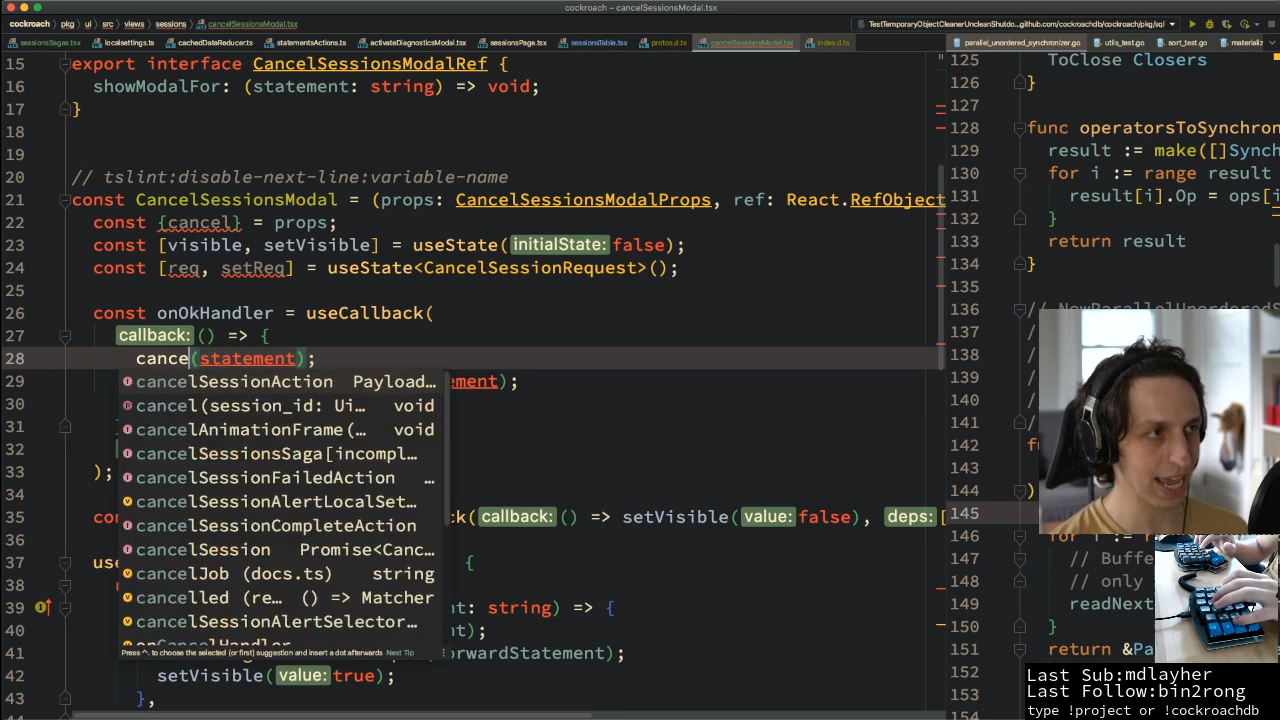 cockroach – cancelSessionsModal.tsx
cockroach pkg ui src views sessions cancelSessionsModal.tsx
TestTemporaryObjectCleanerUncleanShutdo...github.com/cockroachdb/cockroach/pkg/sql
sessionsSagas.tsx localsettings.ts cachedDataReducer.ts statementsActions.ts activateDiagnosticsModal.tsx sessionsPage.tsx sessionsTable.tsx protos.d.ts cancelSessionsModal.tsx index.d.ts
parallel_unordered_synchronizer.go utils_test.go sort_test.go
15 export interface CancelSessionsModalRef {
16 showModalFor: (statement: string) => void;
17 }
18
19
20 // tslint:disable-next-line:variable-name
21 const CancelSessionsModal = (props: CancelSessionsModalProps, ref: React.RefObject
22 const {cancel} = props;
23 const [visible, setVisible] = useState( initialState: false);
24 const [req, setReq] = useState<CancelSessionRequest>();
25
26 const onOkHandler = useCallback(
27 callback: () => {
28 cance(statement);
29 ement);
30
31
32
33 );
34
35 co k( callback: () => setVisible( value: false), deps: [
36
37 us {
38
39 nt: string) => {
40 t);
41 orwardStatement);
42 setVisible( value: true);
43 },
cancelSessionAction Payload…
cancel(session_id: Ui… void
cancelAnimationFrame(… void
cancelSessionsSaga[incompl…
cancelSessionFailedAction …
cancelSessionAlertLocalSet…
cancelSessionCompleteAction
cancelSession Promise<Canc…
cancelJob (docs.ts) string
cancelled (re… () => Matcher
cancelSessionAlertSelector…
onCancelHandler
Press ^. to choose the selected (or first) suggestion and insert a dot afterwards Next Tip
125 ToClose Closers
126 }
127
128 func operatorsToSynchron
129 result := make([]Synch
130 for i := range result
131 result[i].Op = ops[i
132 }
133 return result
134 }
135
136 // NewParallelUnorderedS
137 //
138 //
139 //
140 //
141 //
142 fu
143
144 )
145
146 for i := r
147 // Buffe
148 // only
149 readNext
150 }
151 return &Pa
152
153
154
Last Sub:mdlayher
Last Follow:bin2rong
type !project or !cockroachdb